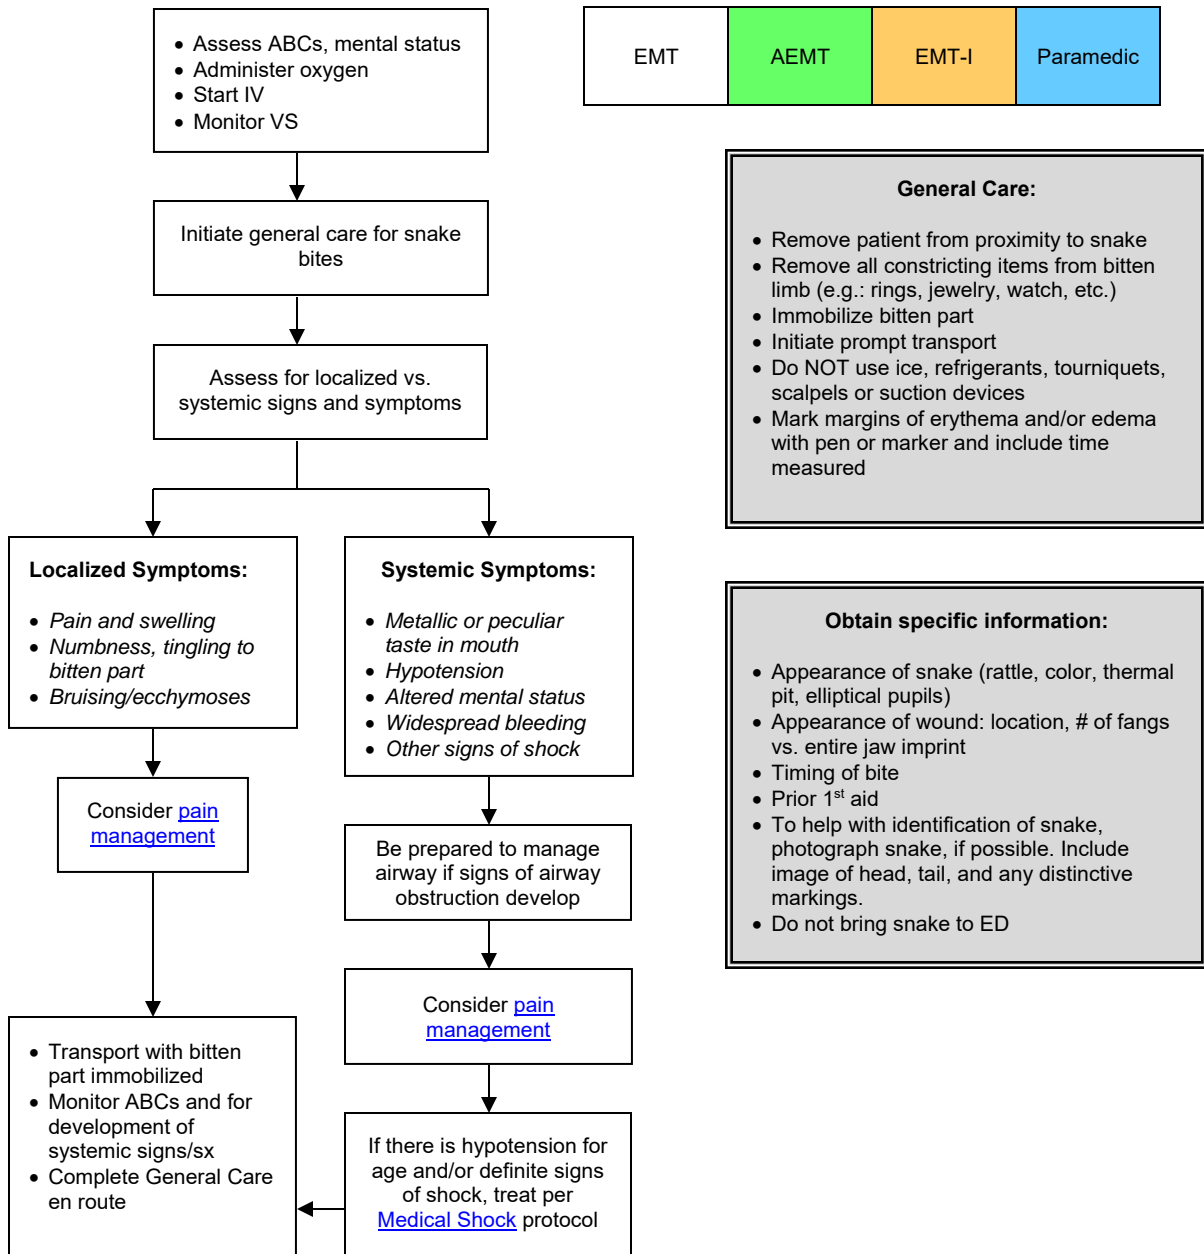 • Assess ABCs, mental status
• Administer oxygen
• Start IV
• Monitor VS
EMT
AEMT
EMT-I
Paramedic
Initiate general care for snake
bites
Assess for localized vs.
systemic signs and symptoms
General Care:
• Remove patient from proximity to snake
• Remove all constricting items from bitten
limb (e.g.: rings, jewelry, watch, etc.)
• Immobilize bitten part
• Initiate prompt transport
• Do NOT use ice, refrigerants, tourniquets,
scalpels or suction devices
• Mark margins of erythema and/or edema
with pen or marker and include time
measured
Localized Symptoms:
• Pain and swelling
• Numbness, tingling to
bitten part
• Bruising/ecchymoses
Systemic Symptoms:
• Metallic or peculiar
taste in mouth
• Hypotension
• Altered mental status
• Widespread bleeding
• Other signs of shock
Obtain specific information:
• Appearance of snake (rattle, color, thermal
pit, elliptical pupils)
• Appearance of wound: location, # of fangs
vs. entire jaw imprint
• Timing of bite
• Prior 1st aid
• To help with identification of snake,
photograph snake, if possible. Include
image of head, tail, and any distinctive
markings.
• Do not bring snake to ED
Consider pain
management
Be prepared to manage
airway if signs of airway
obstruction develop
Consider pain
management
• Transport with bitten
part immobilized
• Monitor ABCs and for
development of
systemic signs/sx
• Complete General Care
en route
If there is hypotension for
age and/or definite signs
of shock, treat per
Medical Shock protocol